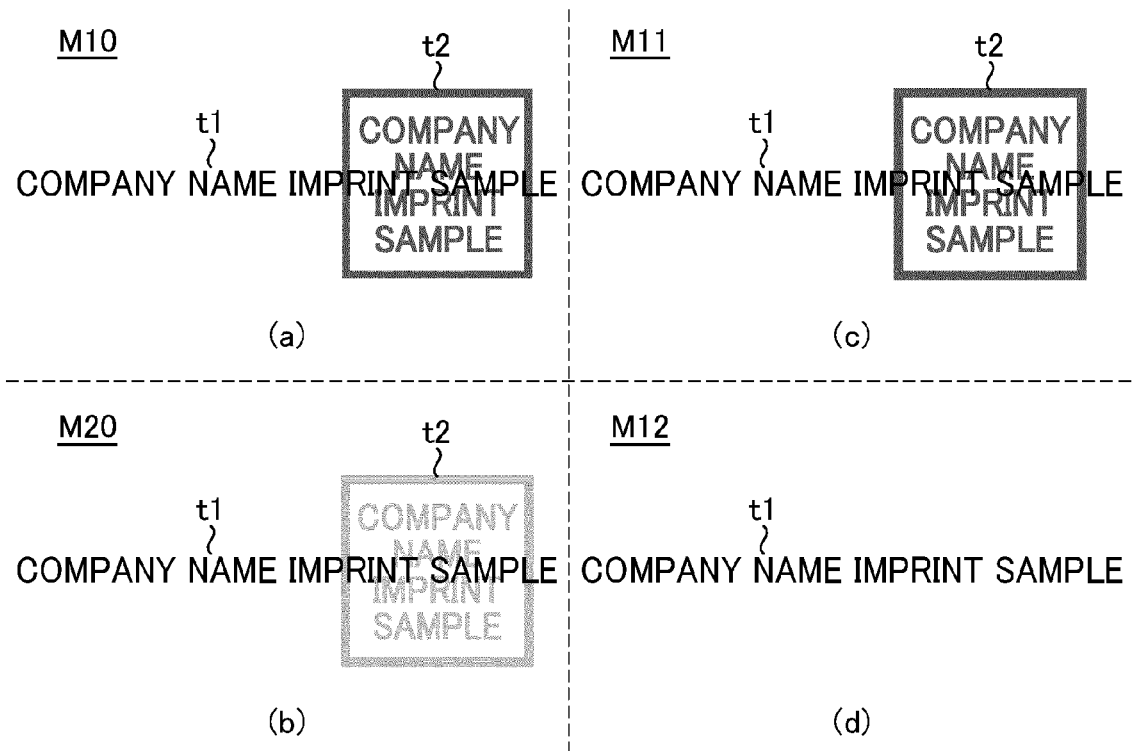 M10
t2
t1
COMPANY
NAME
COMPANY NAME IMPRINT SAMPLE
IMPRINT
SAMPLE
(a)
M11
t2
t1
COMPANY
NAME
COMPANY NAME IMPRINT SAMPLE
IMPRINT
SAMPLE
(c)
M20
t2
t1
COMPANY
NAME
COMPANY NAME IMPRINT SAMPLE
IMPRINT
SAMPLE
(b)
M12
t1
COMPANY NAME IMPRINT SAMPLE
(d)